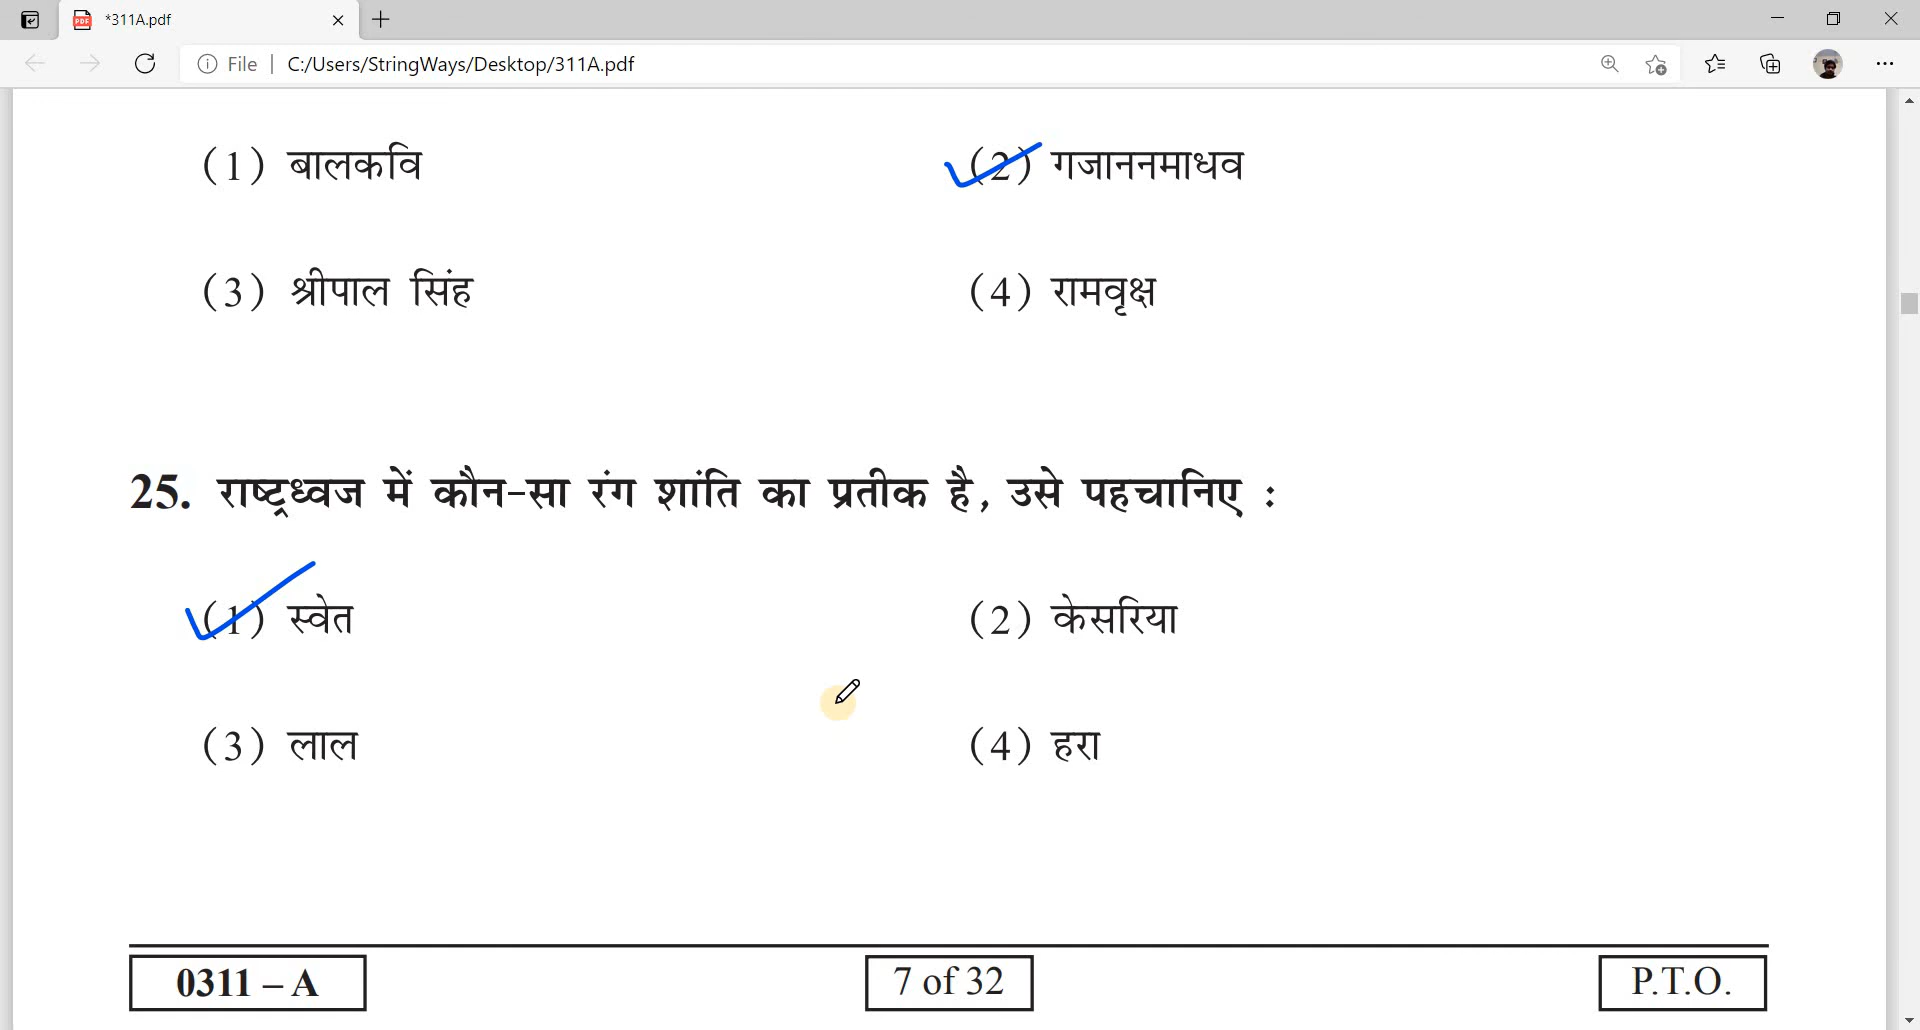 *311A.pdf
File | C:/Users/StringWays/Desktop/311A.pdf
(1) बालकवि (2) गजाननमाधव
(3) श्रीपाल सिंह (4) रामवृक्ष
25. राष्ट्रध्वज में कौन-सा रंग शांति का प्रतीक है, उसे पहचानिए :
(1) स्वेत (2) केसरिया
(3) लाल (4) हरा
0311 – A 7 of 32 P.T.O.